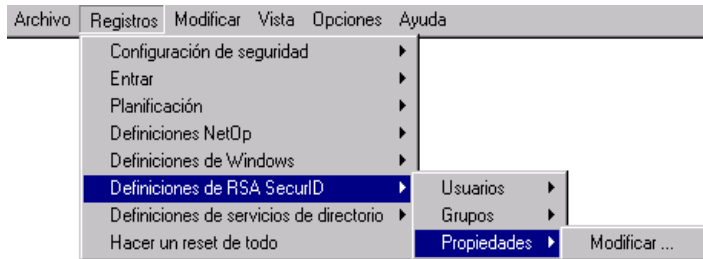 Archivo Registros Modificar Vista Opciones Ayuda
Configuración de seguridad
Entrar
Planificación
Definiciones NetOp
Definiciones de Windows
Definiciones de RSA SecurID Usuarios
Definiciones de servicios de directorio Grupos
Hacer un reset de todo Propiedades Modificar ...